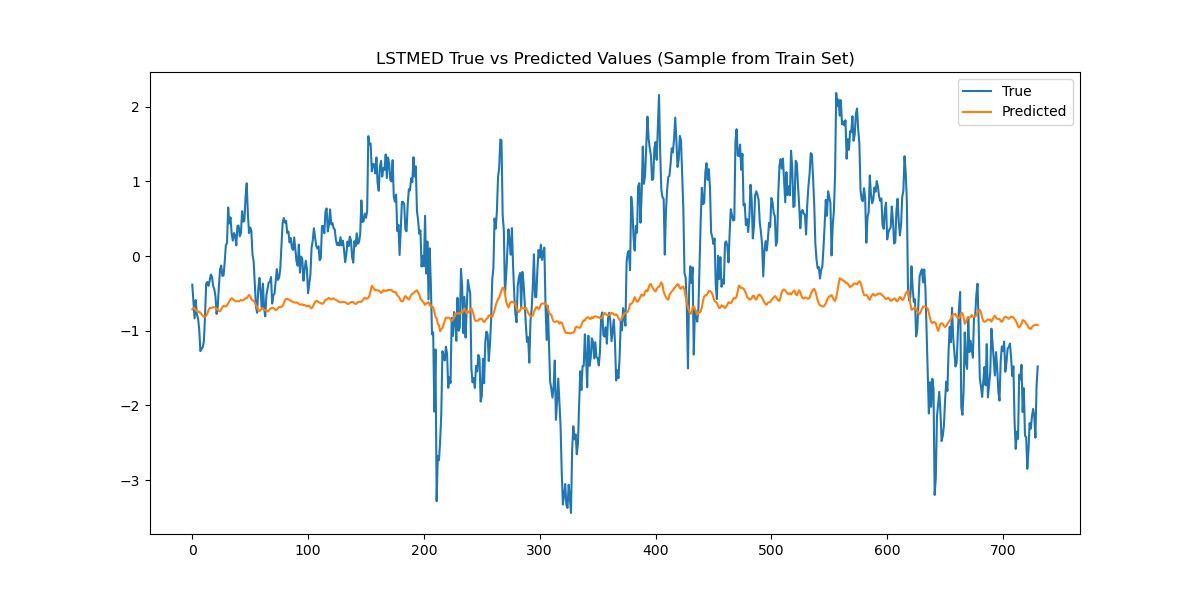 LSTMED True vs Predicted Values (Sample from Train Set)
True
Predicted
2
1
0
−1
−2
−3
0 100 200 300 400 500 600 700